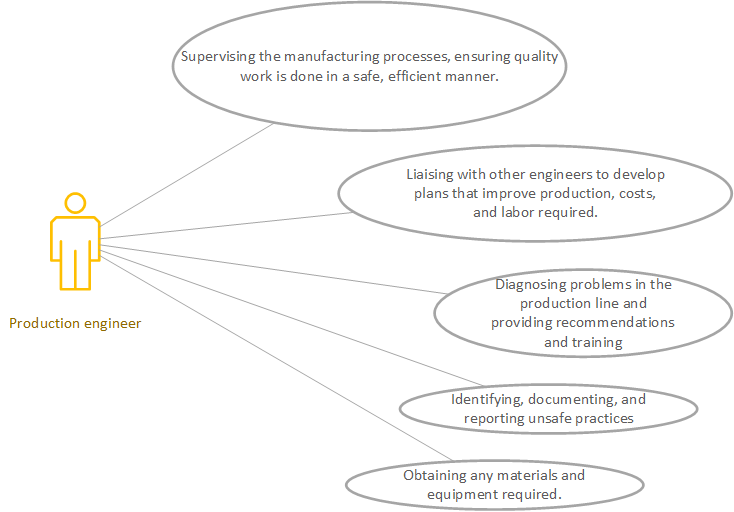 Supervising the manufacturing processes, ensuring quality
work is done in a safe, efficient manner.
Liaising with other engineers to develop
plans that improve production, costs,
and labor required.
Production engineer
Diagnosing problems in the
production line and
providing recommendations
and training
Identifying, documenting, and
reporting unsafe practices
Obtaining any materials and
equipment required.